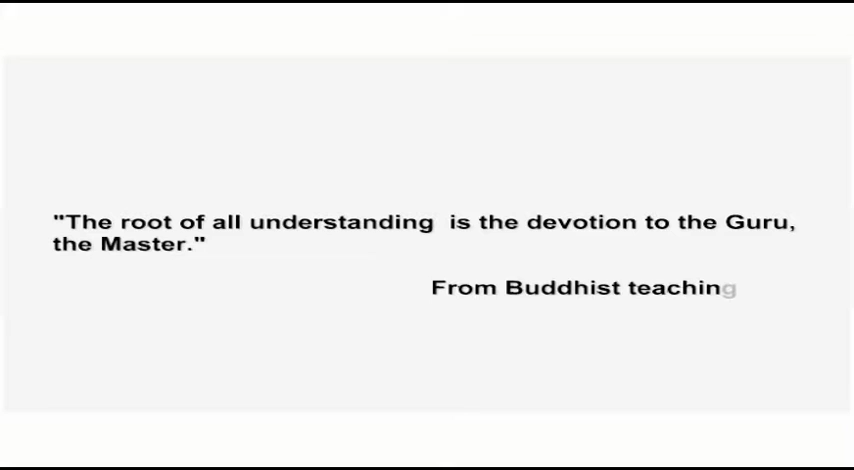 "The root of all understanding is the devotion to the Guru,
the Master."
From Buddhist teaching